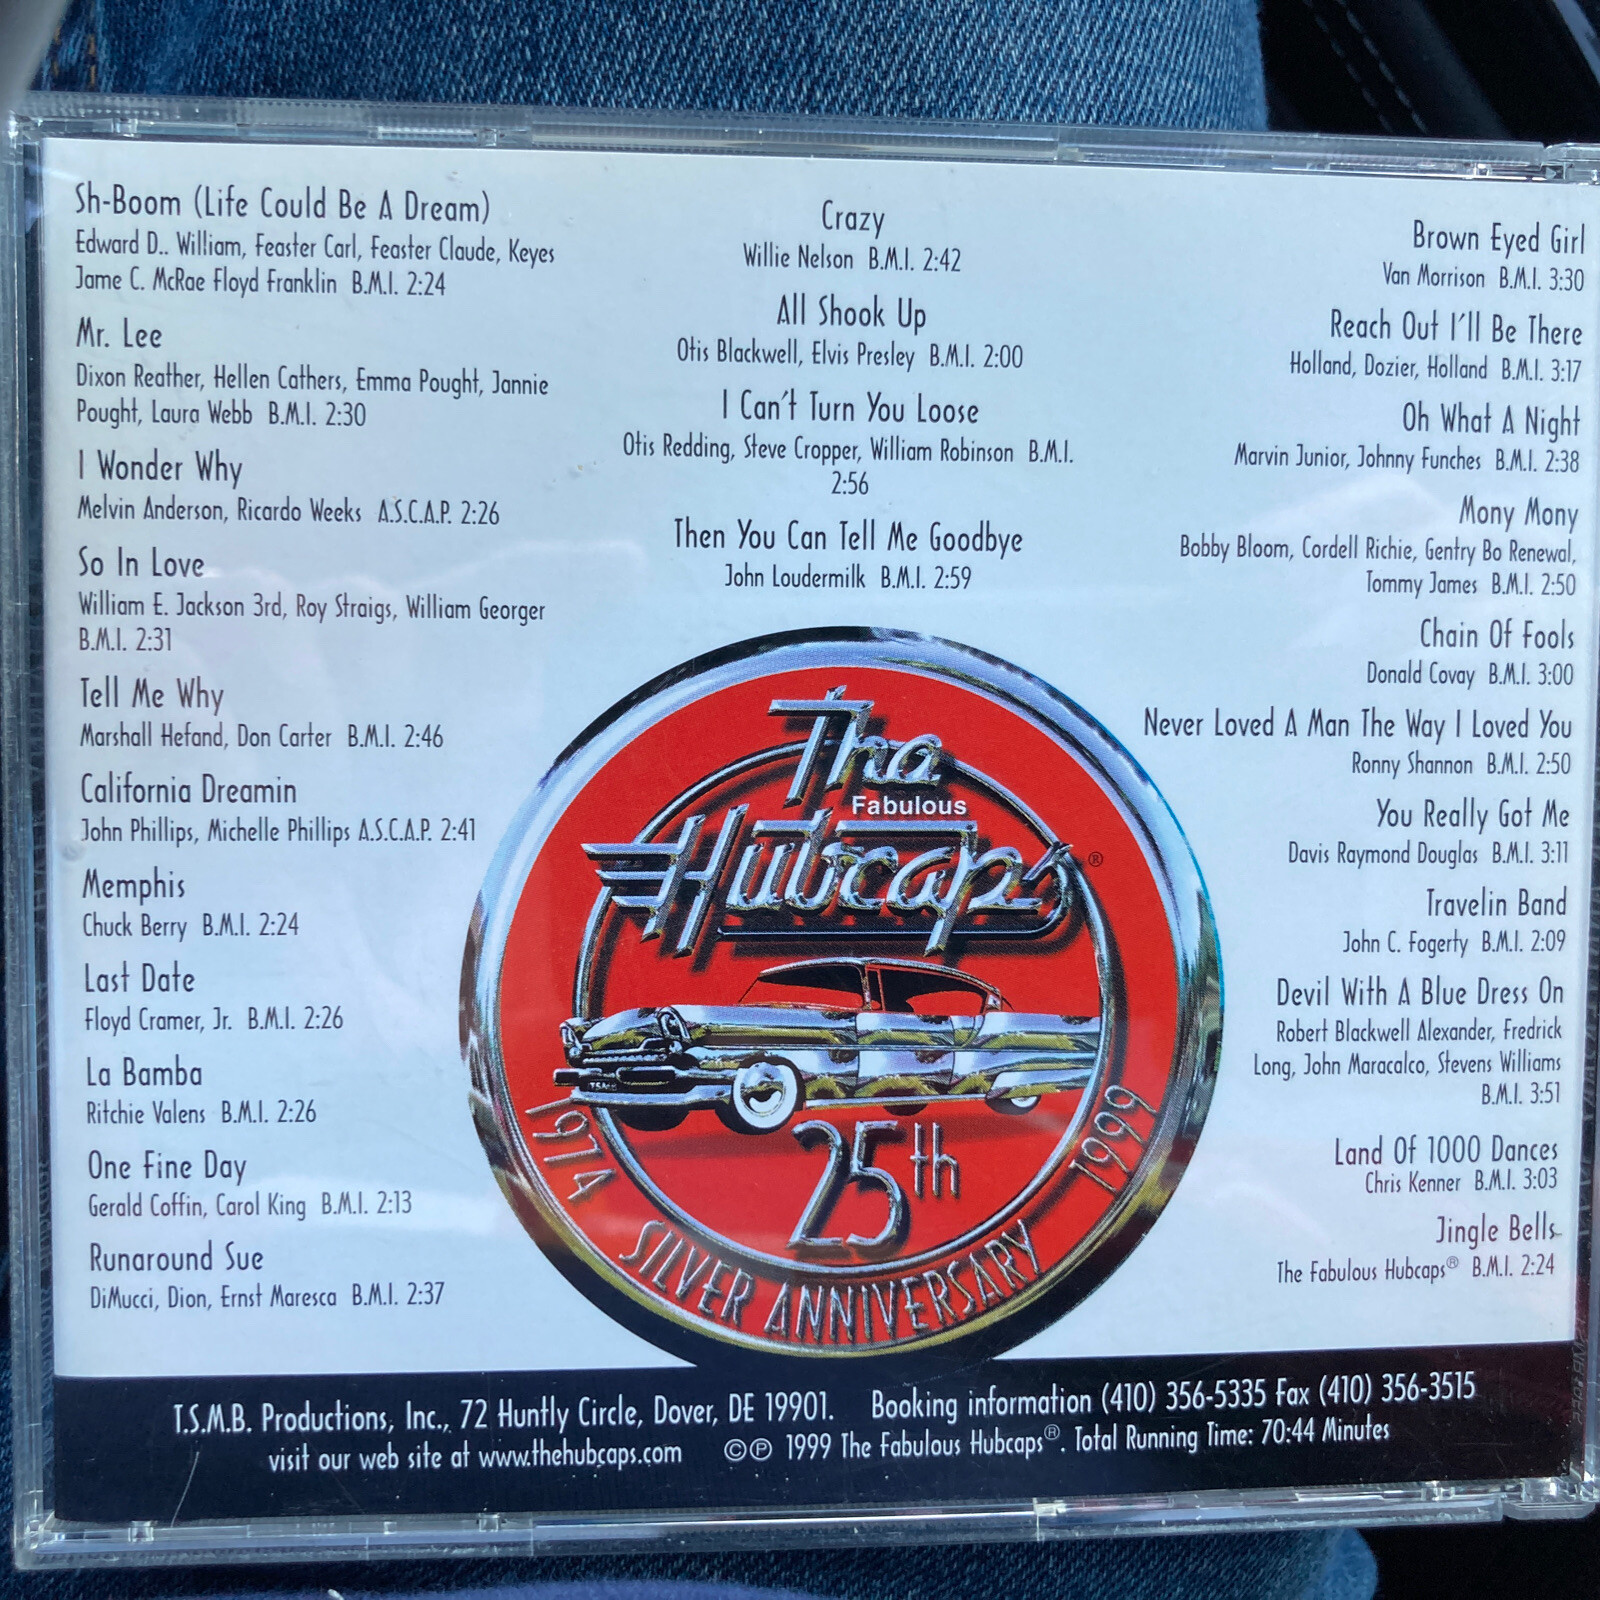 Sh-Boom (Life Could Be A Dream)
Edward D.. William, Feaster Carl, Feaster Claude, Keyes
Jame C. McRae Floyd Franklin B.M.I. 2:24
Mr. Lee
Dixon Reather, Hellen Cathers, Emma Pought, Jannie
Pought, Laura Webb B.M.I. 2:30
I Wonder Why
Melvin Anderson, Ricardo Weeks A.S.C.A.P. 2:26
So In Love
William E. Jackson 3rd, Roy Straigs, William Georger
B.M.I. 2:31
Tell Me Why
Marshall Hefand, Don Carter B.M.I. 2:46
California Dreamin
John Phillips, Michelle Phillips A.S.C.A.P. 2:41
Memphis
Chuck Berry B.M.I. 2:24
Last Date
Floyd Cramer, Jr. B.M.I. 2:26
La Bamba
Ritchie Valens B.M.I. 2:26
One Fine Day
Gerald Coffin, Carol King B.M.I. 2:13
Runaround Sue
DiMucci, Dion, Ernst Maresca B.M.I. 2:37
Crazy
Willie Nelson B.M.I. 2:42
All Shook Up
Otis Blackwell, Elvis Presley B.M.I. 2:00
I Can't Turn You Loose
Otis Redding, Steve Cropper, William Robinson B.M.I.
2:56
Then You Can Tell Me Goodbye
John Loudermilk B.M.I. 2:59
The
Fabulous
Hubcaps®
TSMB
25th
1974 SILVER ANNIVERSARY 1999
Brown Eyed Girl
Van Morrison B.M.I. 3:30
Reach Out I'll Be There
Holland, Dozier, Holland B.M.I. 3:17
Oh What A Night
Marvin Junior, Johnny Funches B.M.I. 2:38
Mony Mony
Bobby Bloom, Cordell Richie, Gentry Bo Renewal,
Tommy James B.M.I. 2:50
Chain Of Fools
Donald Covay B.M.I. 3:00
Never Loved A Man The Way I Loved You
Ronny Shannon B.M.I. 2:50
You Really Got Me
Davis Raymond Douglas B.M.I. 3:11
Travelin Band
John C. Fogerty B.M.I. 2:09
Devil With A Blue Dress On
Robert Blackwell Alexander, Fredrick
Long, John Maracalco, Stevens Williams
B.M.I. 3:51
Land Of 1000 Dances
Chris Kenner B.M.I. 3:03
Jingle Bells
The Fabulous Hubcaps® B.M.I. 2:24
T.S.M.B. Productions, Inc., 72 Huntly Circle, Dover, DE 19901. Booking information (410) 356-5335 Fax (410) 356-3515
visit our web site at www.thehubcaps.com ©℗ 1999 The Fabulous Hubcaps®. Total Running Time: 70:44 Minutes